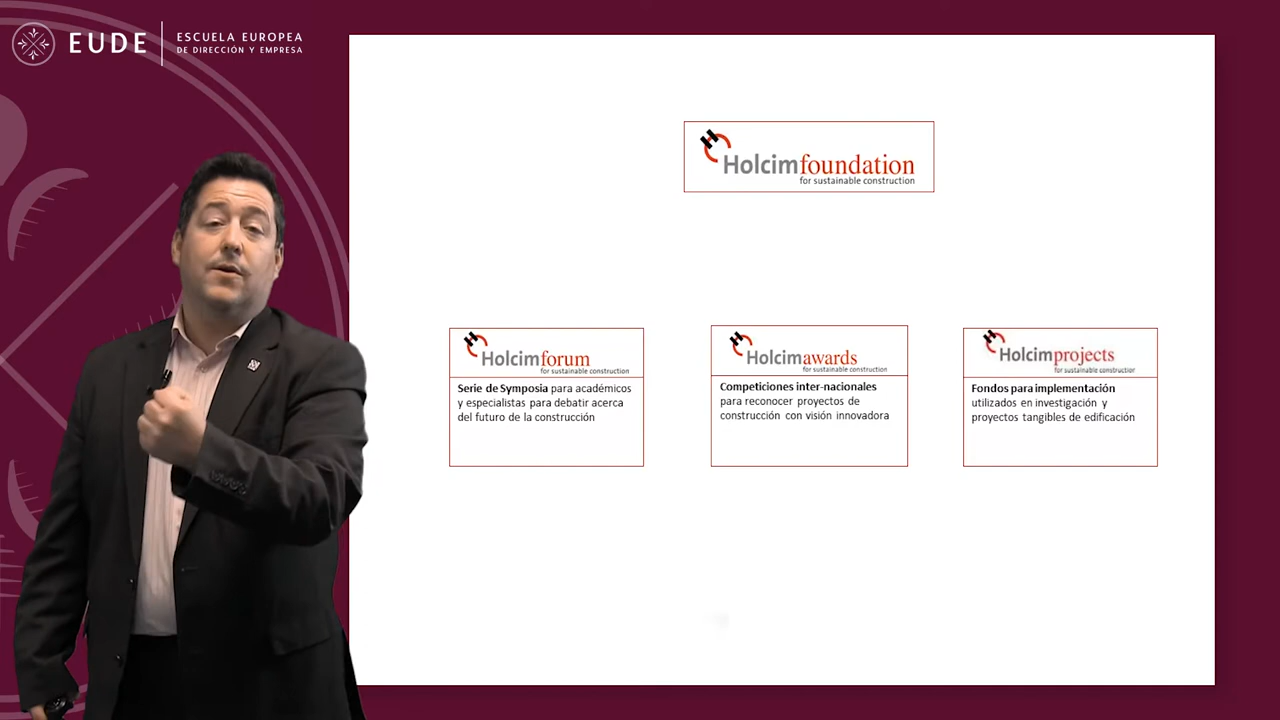 EUDE
ESCUELA EUROPEA
DE DIRECCIÓN Y EMPRESA
Holcimfoundation
for sustainable construction
Holcimforum
for sustainable construction
Serie de Symposia para académicos
y especialistas para debatir acerca
del futuro de la construcción
Holcimawards
for sustainable construction
Competiciones inter-nacionales
para reconocer proyectos de
construcción con visión innovadora
Holcimprojects
for sustainable construction
Fondos para implementación
utilizados en investigación y
proyectos tangibles de edificación